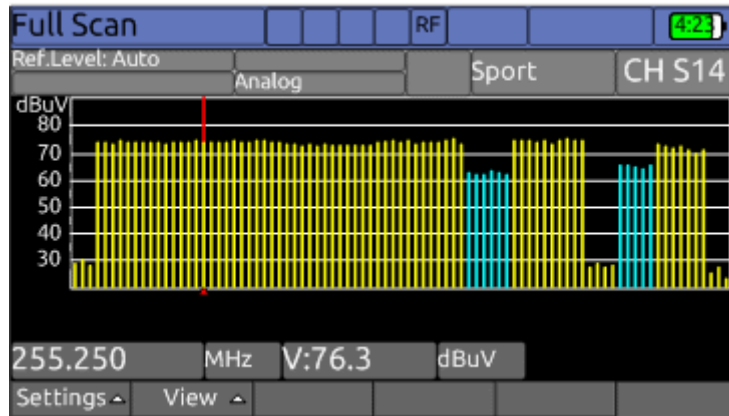 Full Scan RF 4:23
Ref.Level: Auto
Analog Sport CH S14
dBuV
80
70
60
50
40
30
255.250 MHz V:76.3 dBuV
Settings View